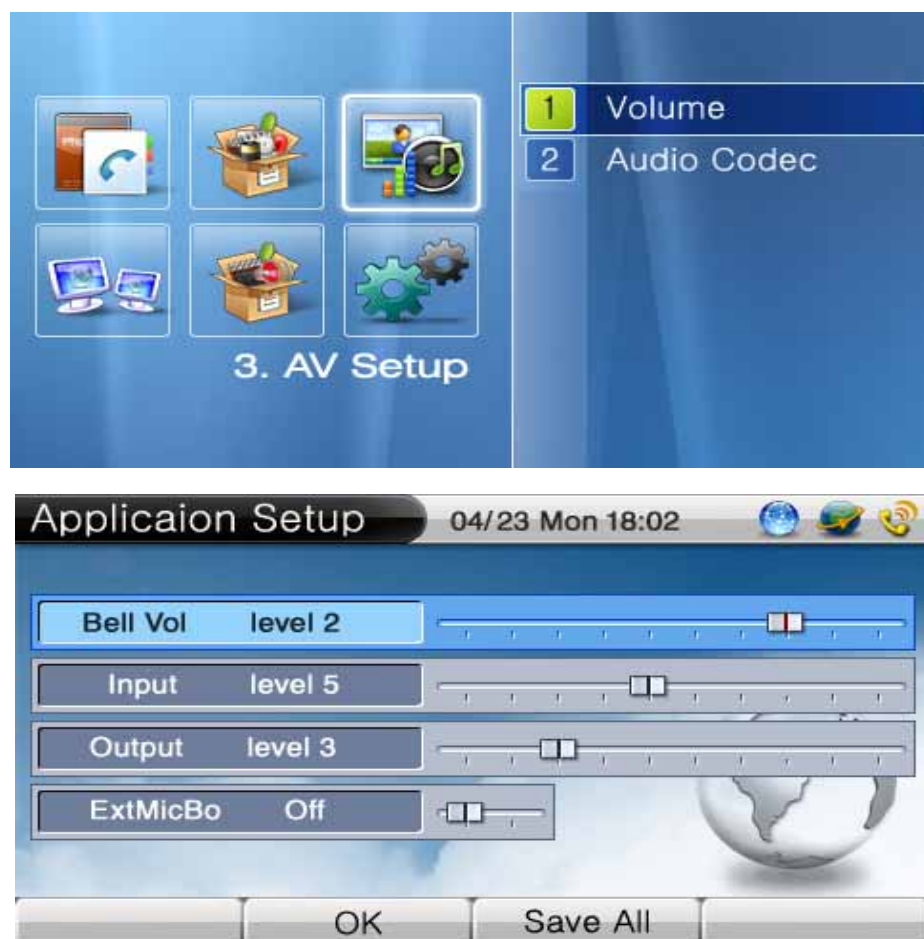 1 Volume
2 Audio Codec
3. AV Setup
Applicaion Setup 04/23 Mon 18:02
Bell Vol level 2
Input level 5
Output level 3
ExtMicBo Off
OK Save All